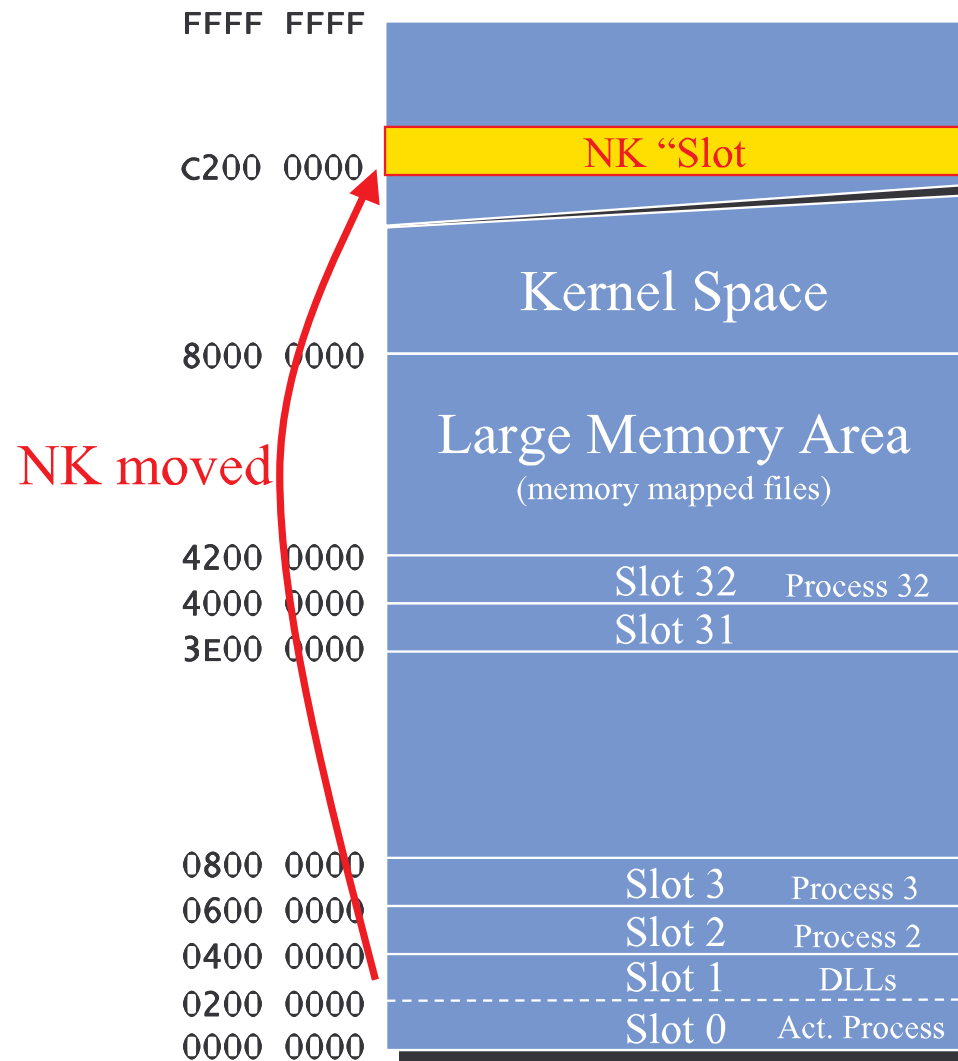 FFFF FFFF
NK “Slot
C200 0000
Kernel Space
8000 0000
Large Memory Area
NK moved
(memory mapped files)
4200 0000
Slot 32 Process 32
4000 0000
Slot 31
3E00 0000
0800 0000
Slot 3 Process 3
0600 0000
Slot 2 Process 2
0400 0000
Slot 1 DLLs
0200 0000
Slot 0 Act. Process
0000 0000